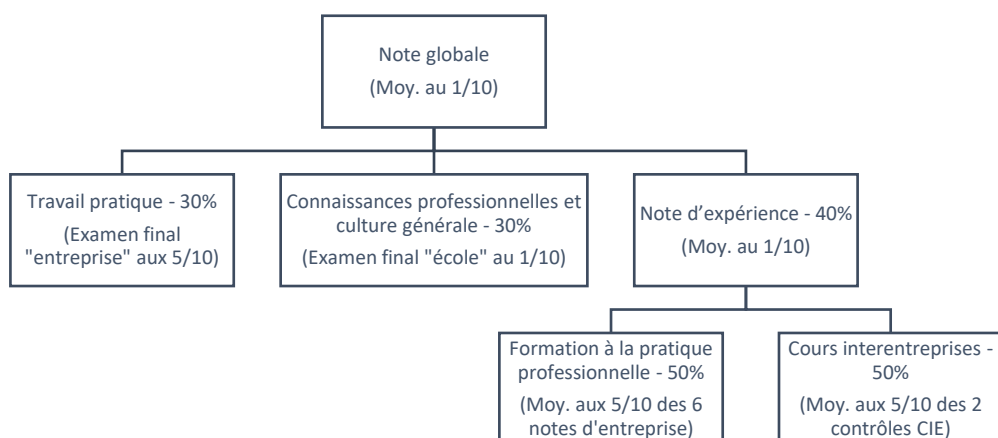 Note globale
(Moy. au 1/10)
Travail pratique - 30%
(Examen final
"entreprise" aux 5/10)
Connaissances professionnelles et
culture générale - 30%
(Examen final "école" au 1/10)
Note d’expérience - 40%
(Moy. au 1/10)
Formation à la pratique
professionnelle - 50%
(Moy. aux 5/10 des 6
notes d'entreprise)
Cours interentreprises -
50%
(Moy. aux 5/10 des 2
contrôles CIE)